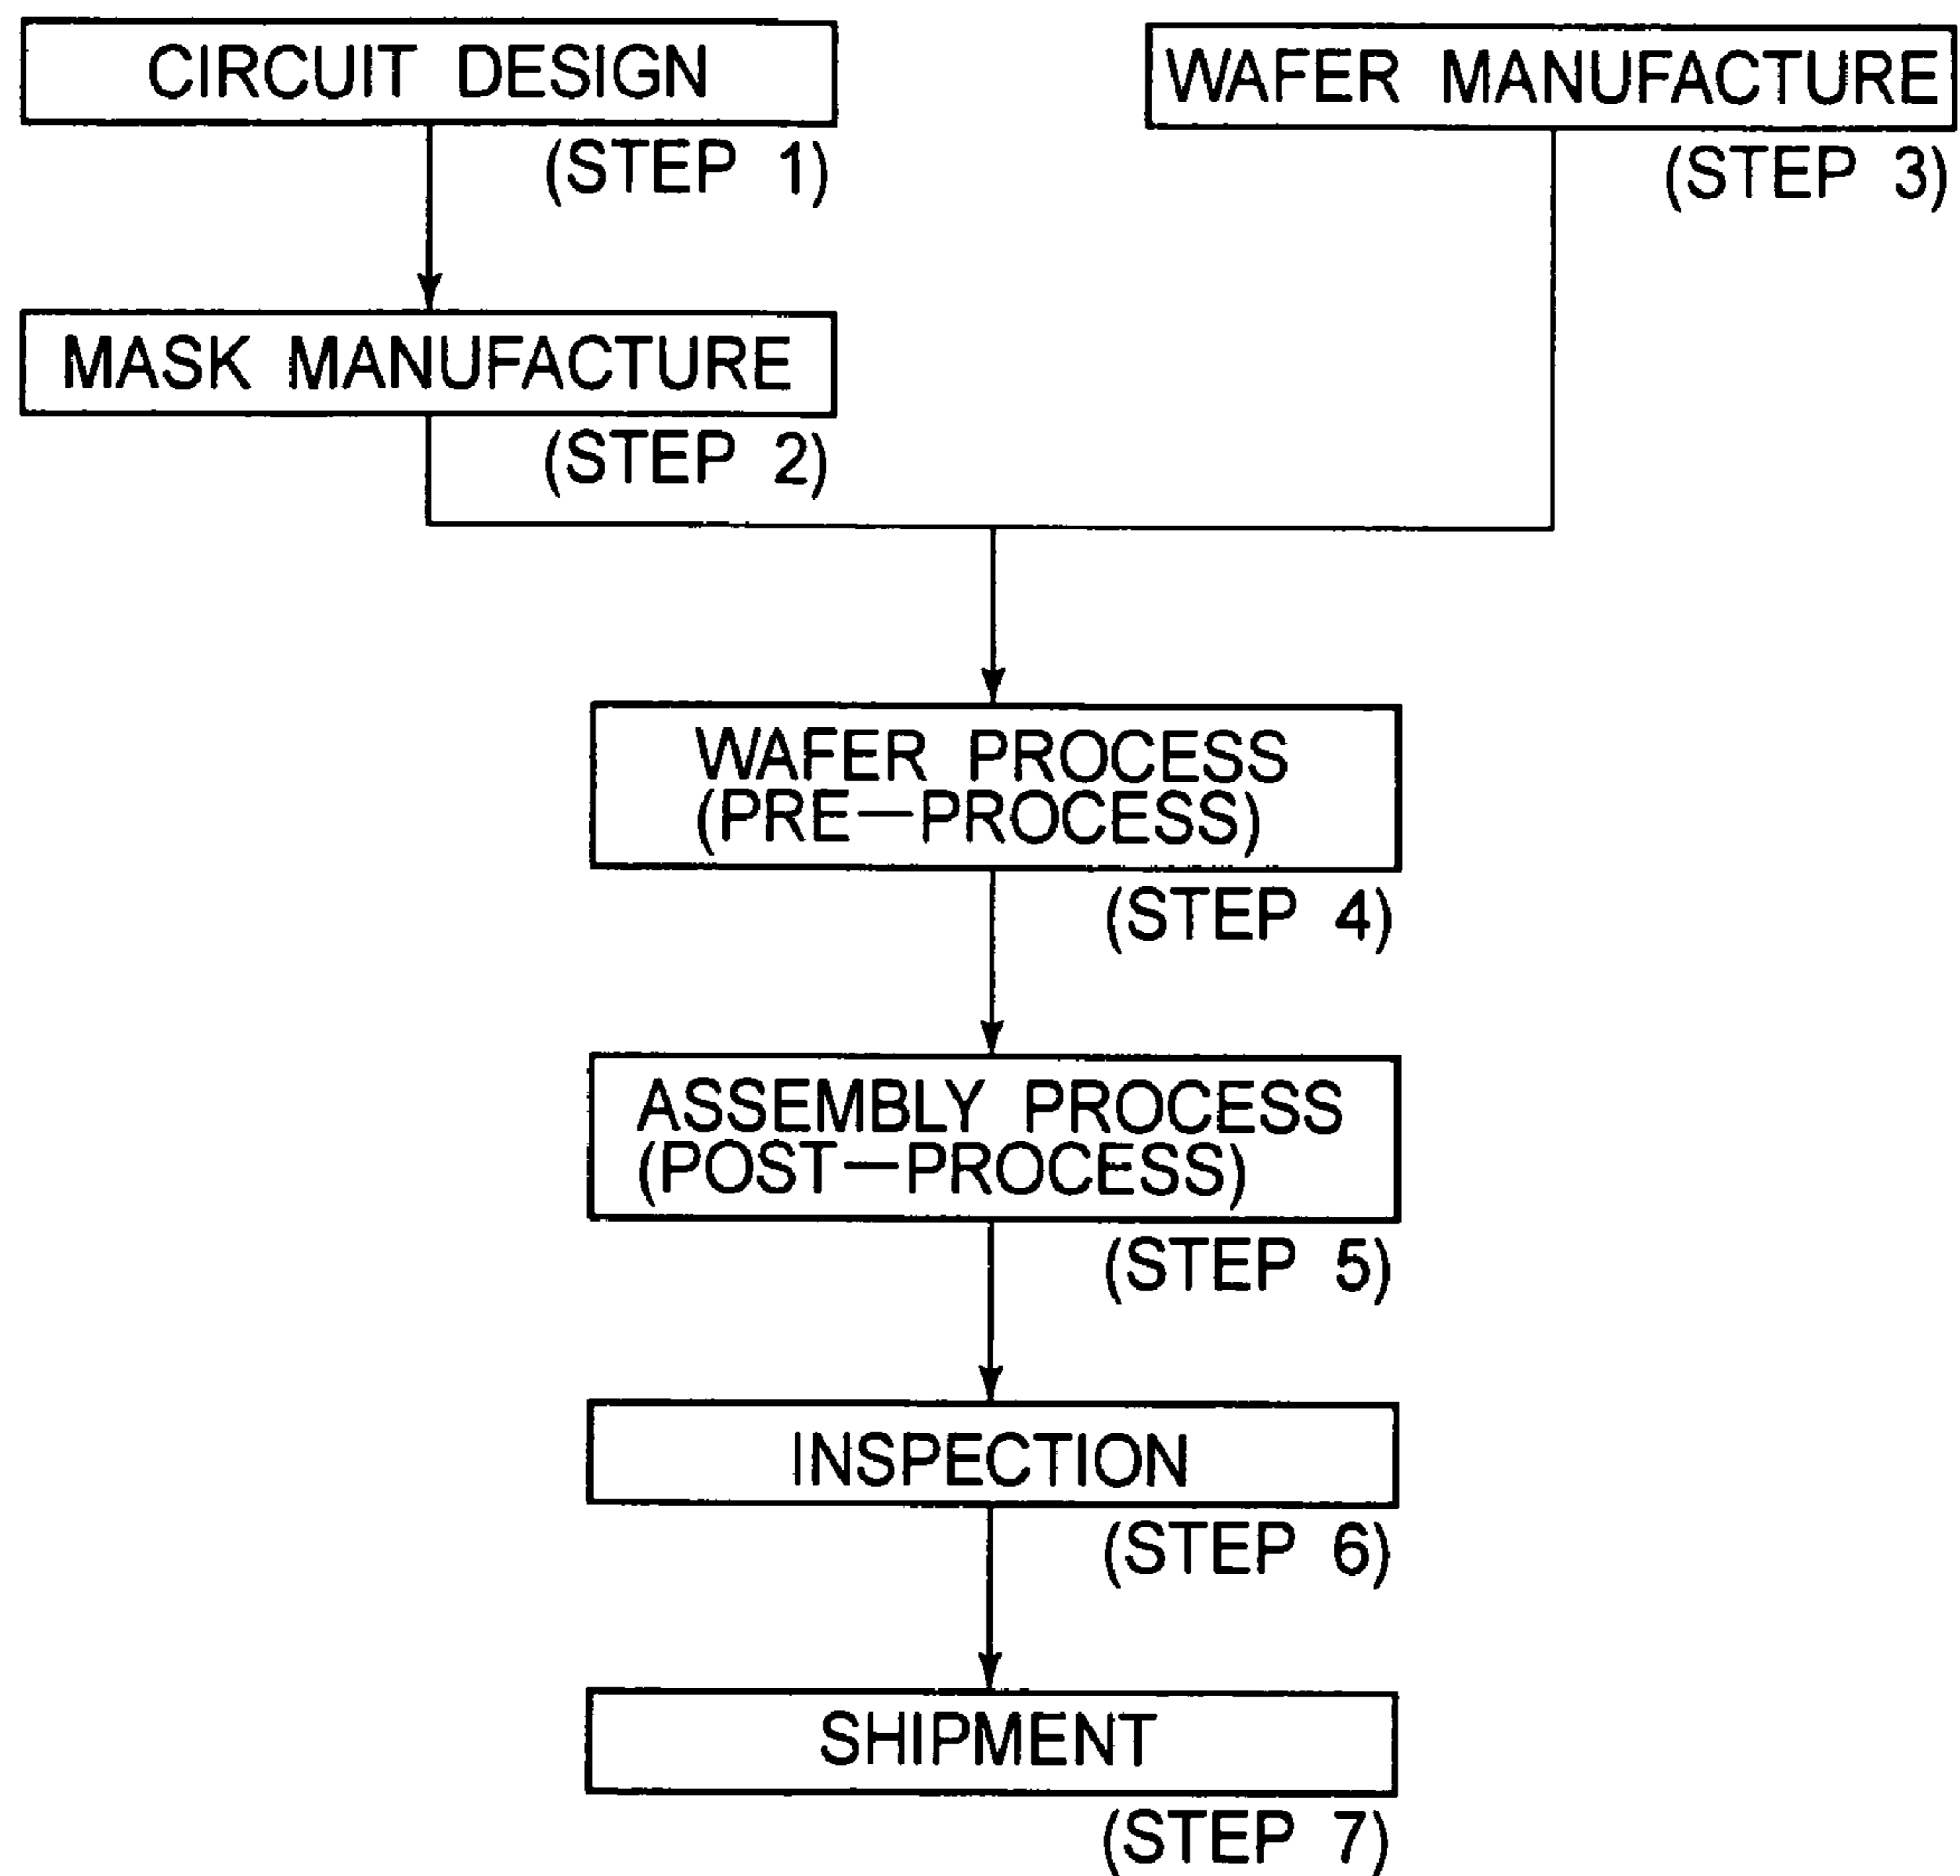 CIRCUIT DESIGN
(STEP 1)
WAFER MANUFACTURE
(STEP 3)
MASK MANUFACTURE
(STEP 2)
WAFER PROCESS
(PRE—PROCESS)
(STEP 4)
ASSEMBLY PROCESS
(POST—PROCESS)
(STEP 5)
INSPECTION
(STEP 6)
SHIPMENT
(STEP 7)